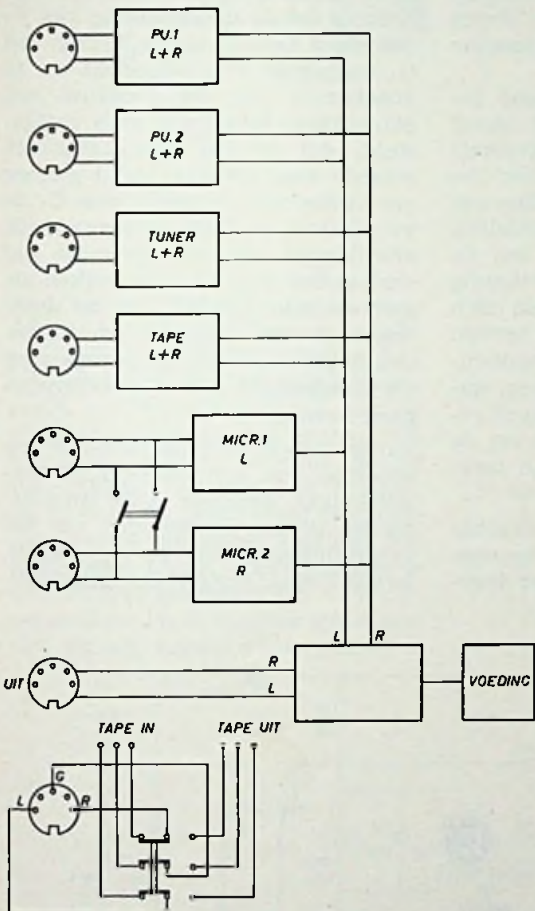 PU.1
L+R
PU.2
L+R
TUNER
L+R
TAPE
L+R
MICR.1
L
MICR.2
R
L R
UIT
R
L
VOEDING
TAPE IN TAPE UIT
L G R